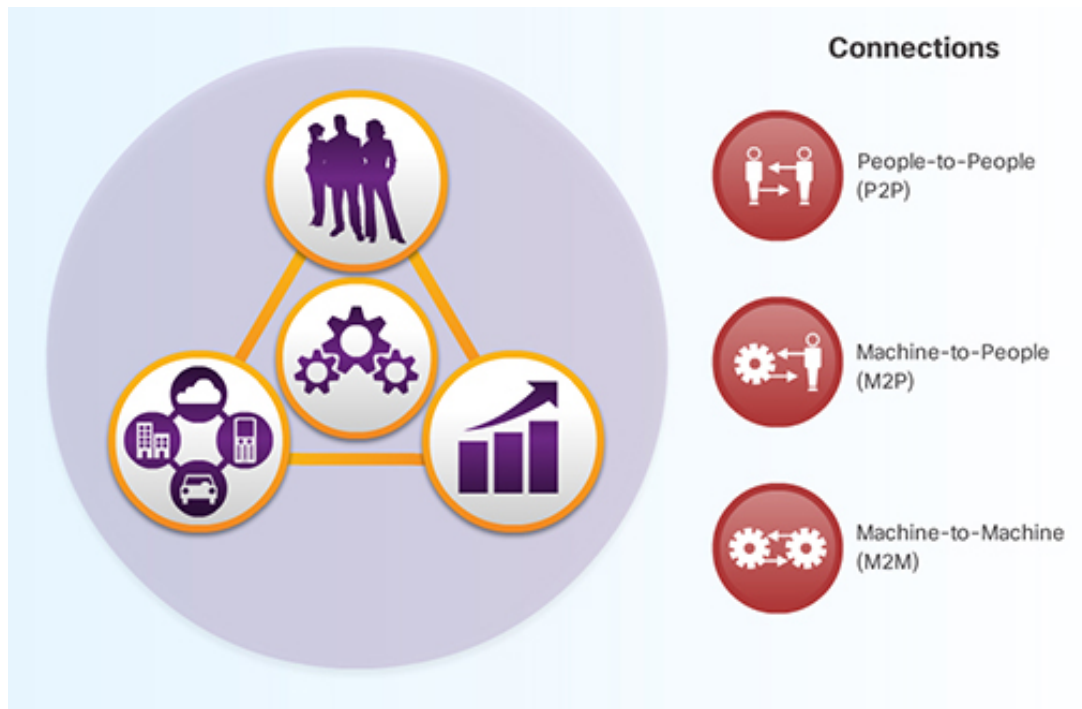 Connections
People-to-People
(P2P)
Machine-to-People
(M2P)
Machine-to-Machine
(M2M)